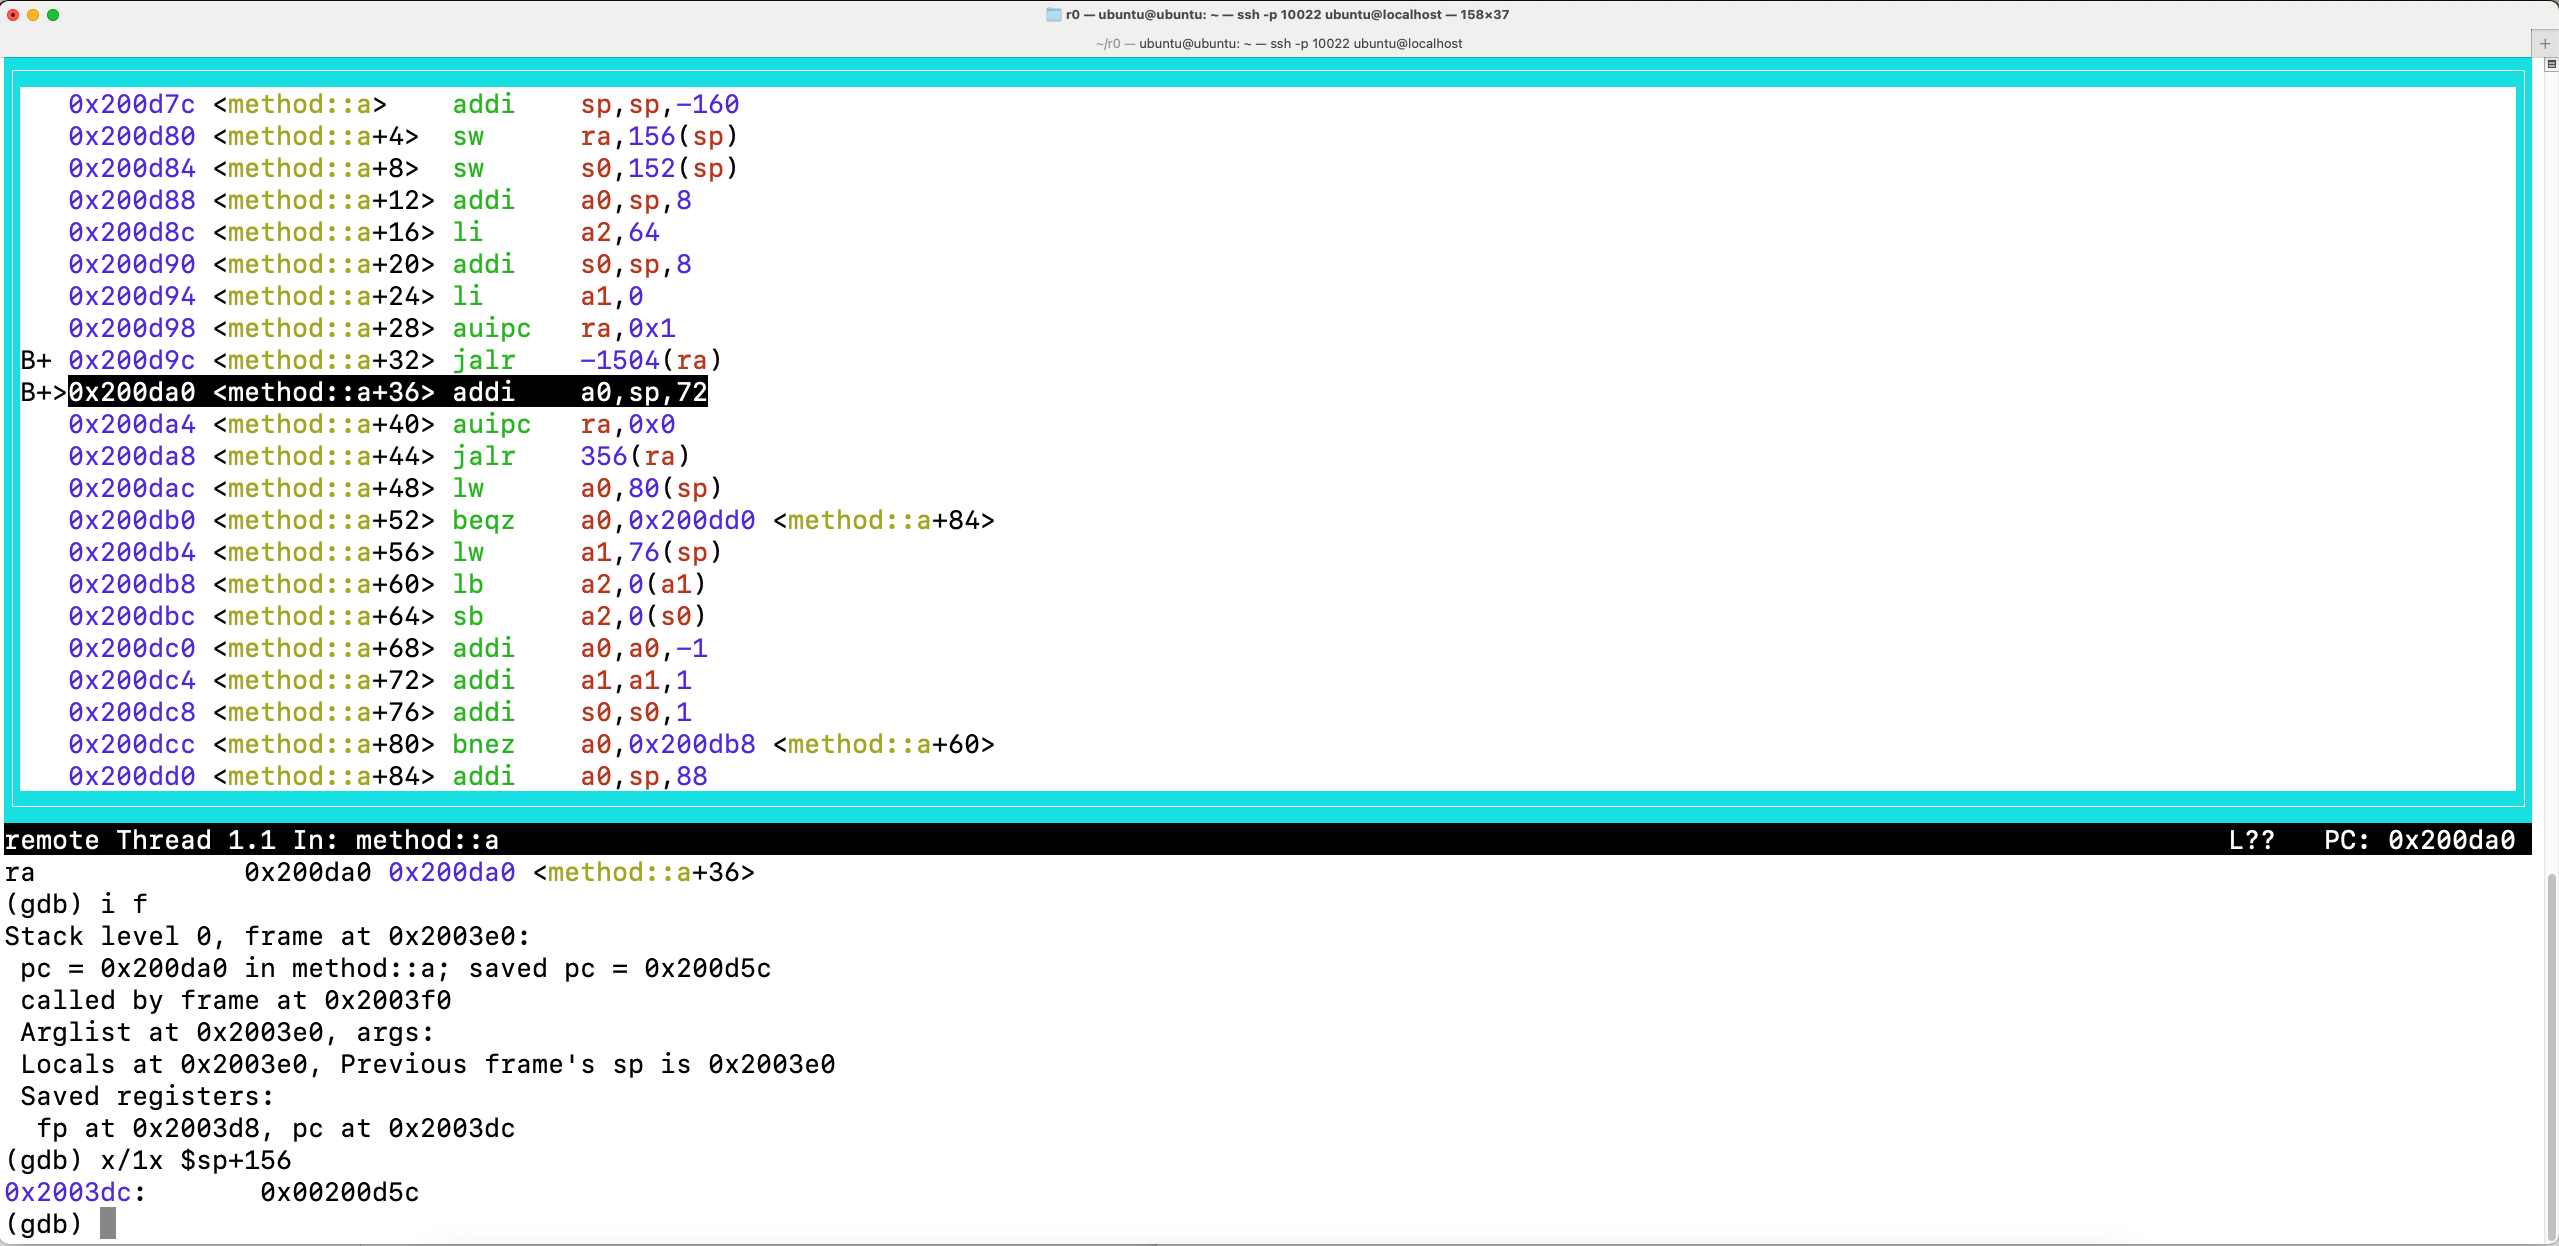 r0 — ubuntu@ubuntu: ~ — ssh -p 10022 ubuntu@localhost — 158×37
~/r0 — ubuntu@ubuntu: ~ — ssh -p 10022 ubuntu@localhost
+
0x200d7c <method::a> addi sp,sp,-160
0x200d80 <method::a+4> sw ra,156(sp)
0x200d84 <method::a+8> sw s0,152(sp)
0x200d88 <method::a+12> addi a0,sp,8
0x200d8c <method::a+16> li a2,64
0x200d90 <method::a+20> addi s0,sp,8
0x200d94 <method::a+24> li a1,0
0x200d98 <method::a+28> auipc ra,0x1
B+ 0x200d9c <method::a+32> jalr -1504(ra)
B+>0x200da0 <method::a+36> addi a0,sp,72
0x200da4 <method::a+40> auipc ra,0x0
0x200da8 <method::a+44> jalr 356(ra)
0x200dac <method::a+48> lw a0,80(sp)
0x200db0 <method::a+52> beqz a0,0x200dd0 <method::a+84>
0x200db4 <method::a+56> lw a1,76(sp)
0x200db8 <method::a+60> lb a2,0(a1)
0x200dbc <method::a+64> sb a2,0(s0)
0x200dc0 <method::a+68> addi a0,a0,-1
0x200dc4 <method::a+72> addi a1,a1,1
0x200dc8 <method::a+76> addi s0,s0,1
0x200dcc <method::a+80> bnez a0,0x200db8 <method::a+60>
0x200dd0 <method::a+84> addi a0,sp,88
remote Thread 1.1 In: method::a L?? PC: 0x200da0
ra 0x200da0 0x200da0 <method::a+36>
(gdb) i f
Stack level 0, frame at 0x2003e0:
pc = 0x200da0 in method::a; saved pc = 0x200d5c
called by frame at 0x2003f0
Arglist at 0x2003e0, args:
Locals at 0x2003e0, Previous frame's sp is 0x2003e0
Saved registers:
fp at 0x2003d8, pc at 0x2003dc
(gdb) x/1x $sp+156
0x2003dc: 0x00200d5c
(gdb)